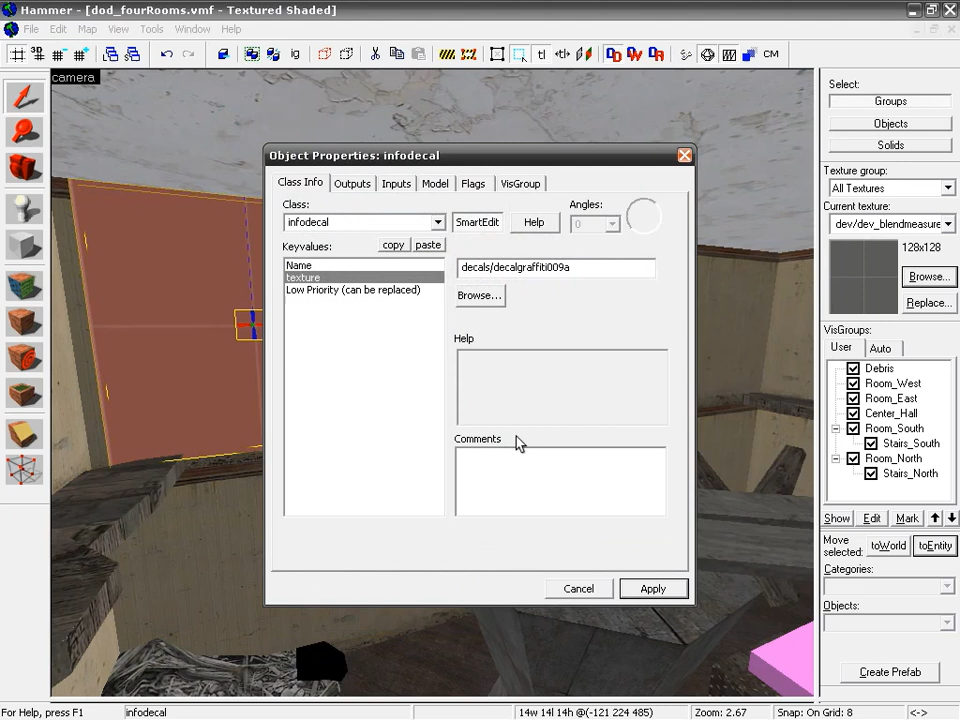 Hammer - [dod_fourRooms.vmf - Textured Shaded]
File Edit Map View Tools Window Help
3D
ig
tl
<tl>
CM
camera
Select:
Groups
Objects
Solids
Texture group:
All Textures
Current texture:
dev/dev_blendmeasure
128x128
Browse...
Replace...
VisGroups:
User Auto
Debris
Room_West
Room_East
Center_Hall
Room_South
Stairs_South
Room_North
Stairs_North
Show Edit Mark
Move selected:
toWorld toEntity
Categories:
Objects:
Create Prefab
Object Properties: infodecal
Class Info Outputs Inputs Model Flags VisGroup
Class:
infodecal
SmartEdit
Help
Angles:
0
Keyvalues:
copy paste
Name
texture
Low Priority (can be replaced)
decals/decalgraffiti009a
Browse...
Help
Comments
Cancel
Apply
For Help, press F1
infodecal
14w 14l 14h @(-121 224 485)
Zoom: 2.67
Snap: On Grid: 8
<->